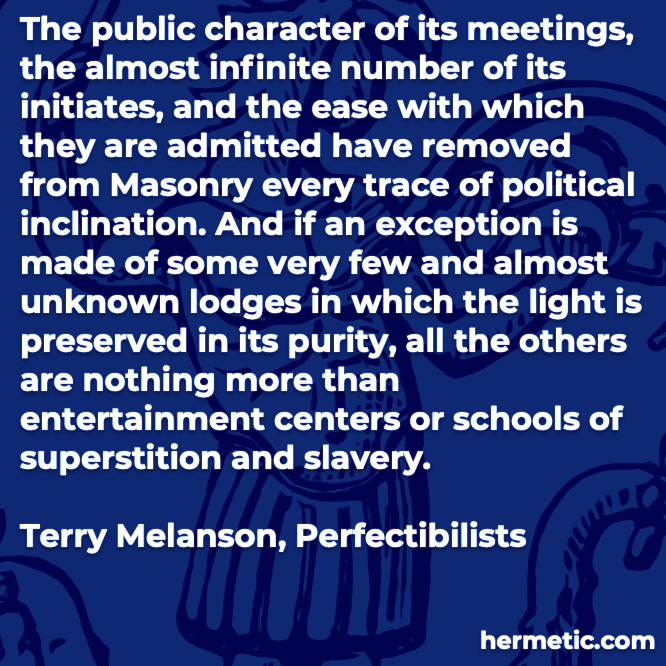 The public character of its meetings,
the almost infinite number of its
initiates, and the ease with which
they are admitted have removed
from Masonry every trace of political
inclination. And if an exception is
made of some very few and almost
unknown lodges in which the light is
preserved in its purity, all the others
are nothing more than
entertainment centers or schools of
superstition and slavery.
Terry Melanson, Perfectibilists
hermetic.com